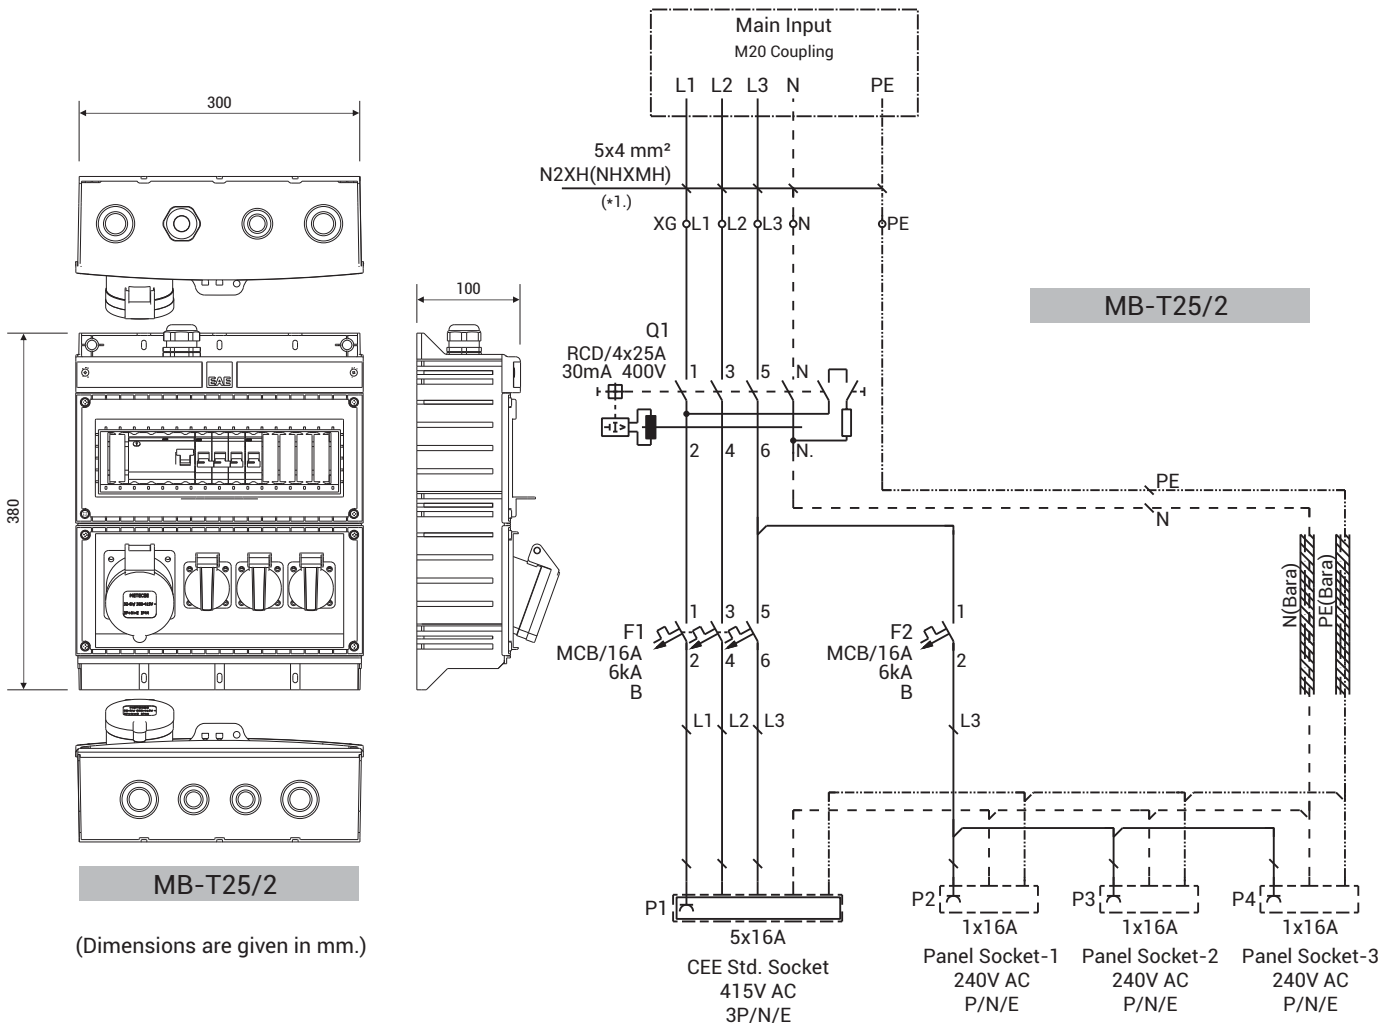 300
MB-T25/2
(Dimensions are given in mm.)
380
EAE
100
Main Input
M20 Coupling
L1 L2 L3 N PE
5x4 mm²
N2XH(NHXMH)
(*1.)
XG L1 L2 L3 N PE
MB-T25/2
Q1
RCD/4x25A
30mA 400V
1 3 5 N
I>
2 4 6 N.
PE
N
N(Bara)
PE(Bara)
F1
MCB/16A
6kA
B
1 3 5
2 4 6
F2
MCB/16A
6kA
B
1
2
L1 L2 L3
L3
P1
5x16A
CEE Std. Socket
415V AC
3P/N/E
P2
1x16A
Panel Socket-1
240V AC
P/N/E
P3
1x16A
Panel Socket-2
240V AC
P/N/E
P4
1x16A
Panel Socket-3
240V AC
P/N/E